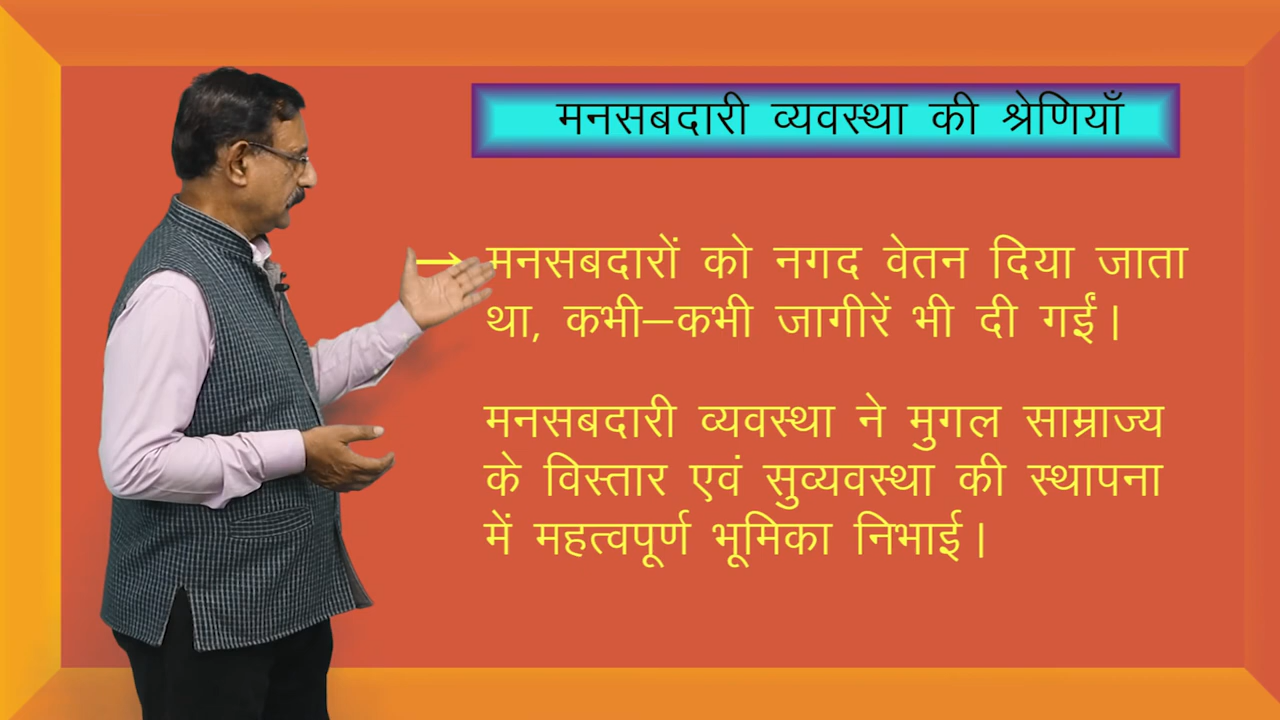 मनसबदारी व्यवस्था की श्रेणियाँ
→ मनसबदारों को नगद वेतन दिया जाता
था, कभी–कभी जागीरें भी दी गईं।
मनसबदारी व्यवस्था ने मुगल साम्राज्य
के विस्तार एवं सुव्यवस्था की स्थापना
में महत्वपूर्ण भूमिका निभाई।